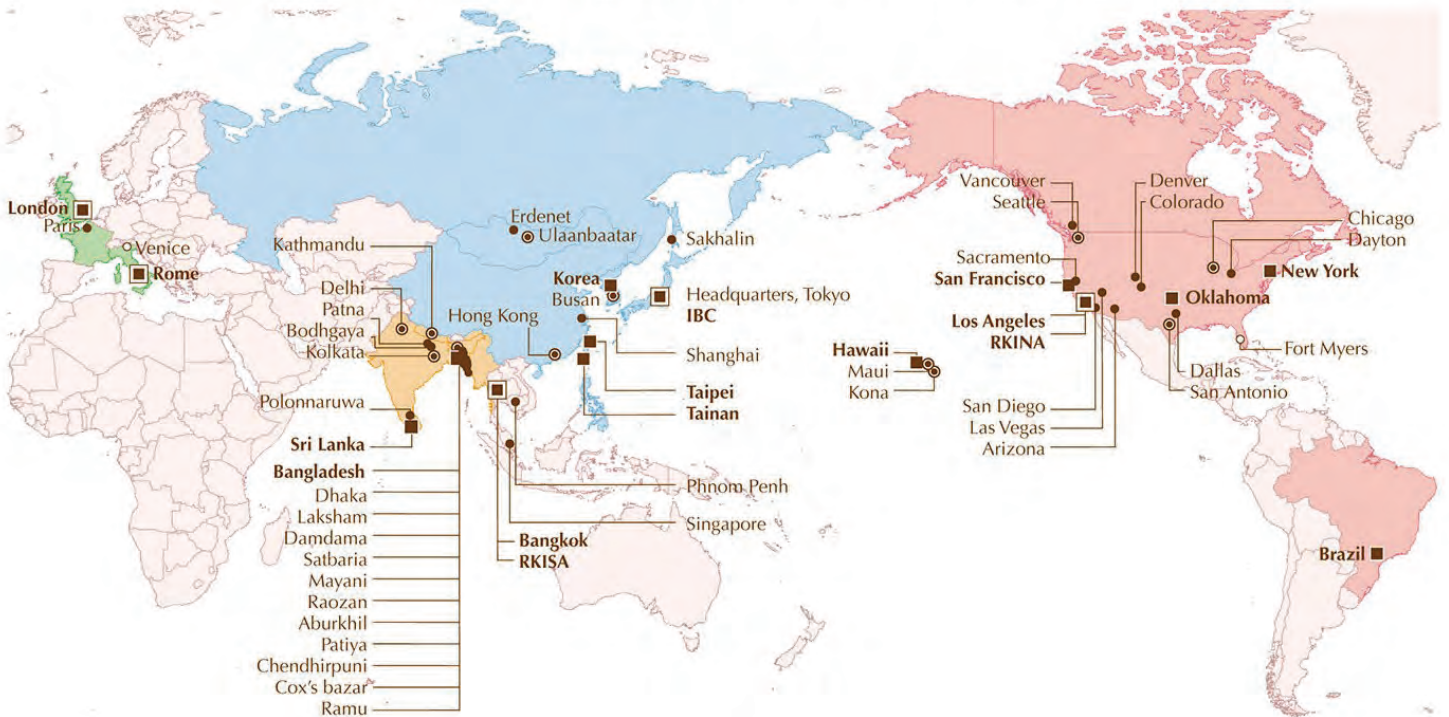 London
Paris
Venice
Rome
Kathmandu
Delhi
Patna
Bodhgaya
Kolkata
Polonnaruwa
Sri Lanka
Bangladesh
Dhaka
Laksham
Damdama
Satbaria
Mayani
Raozan
Aburkhil
Patiya
Chendhirpuni
Cox's bazar
Ramu
Erdenet
Ulaanbaatar
Sakhalin
Korea
Busan
Headquarters, Tokyo
IBC
Hong Kong
Shanghai
Taipei
Tainan
Phnom Penh
Singapore
Bangkok
RKISA
Hawaii
Maui
Kona
Vancouver
Seattle
Sacramento
San Francisco
Los Angeles
RKINA
San Diego
Las Vegas
Arizona
Denver
Colorado
Chicago
Dayton
New York
Oklahoma
Fort Myers
Dallas
San Antonio
Brazil